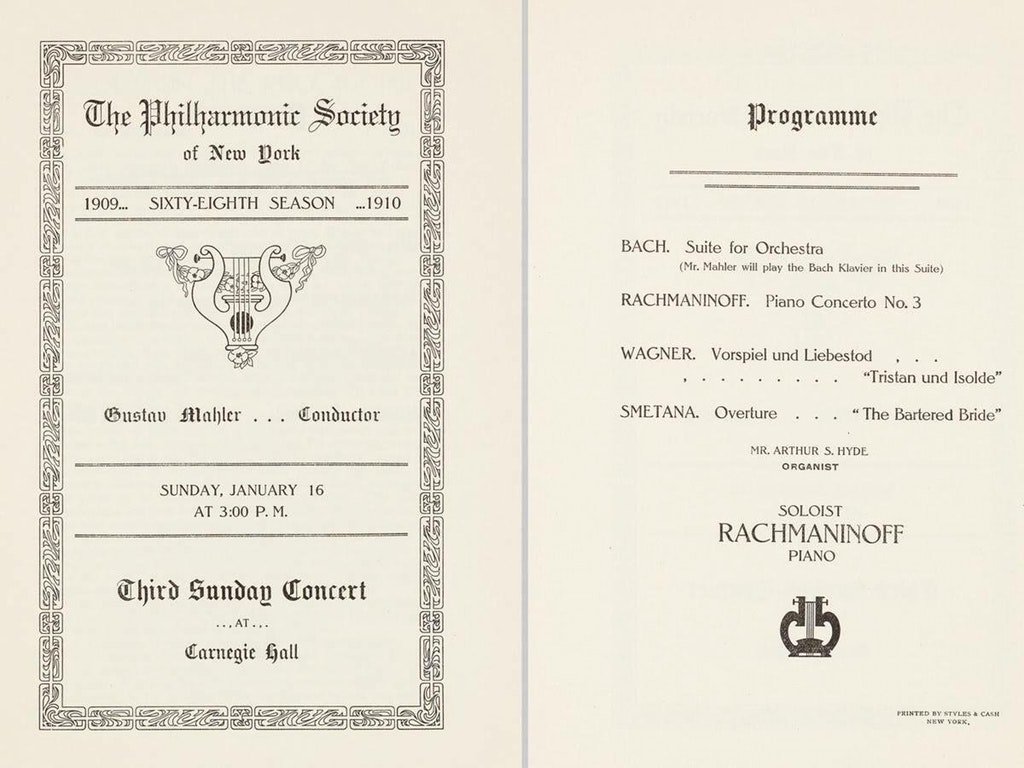 The Philharmonic Society
of New York
1909... SIXTY-EIGHTH SEASON ...1910
Gustav Mahler . . . Conductor
SUNDAY, JANUARY 16
AT 3:00 P. M.
Third Sunday Concert
...AT...
Carnegie Hall
Programme
BACH. Suite for Orchestra
(Mr. Mahler will play the Bach Klavier in this Suite)
RACHMANINOFF. Piano Concerto No. 3
WAGNER. Vorspiel und Liebestod , . .
, . . . . . . . . . "Tristan und Isolde"
SMETANA. Overture . . . "The Bartered Bride"
MR. ARTHUR S. HYDE
ORGANIST
SOLOIST
RACHMANINOFF
PIANO
PRINTED BY STYLES & CASH
NEW YORK.